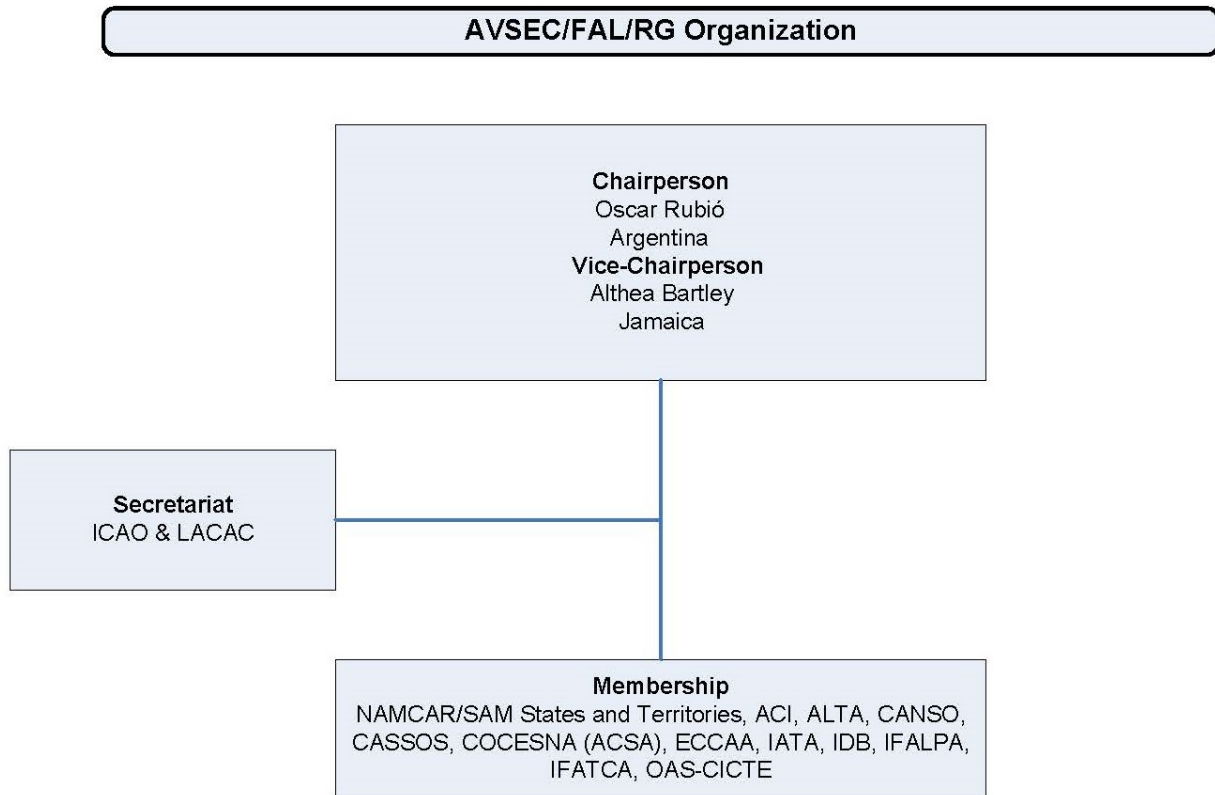 AVSEC/FAL/RG Organization
Chairperson
Oscar Rubió
Argentina
Vice-Chairperson
Althea Bartley
Jamaica
Secretariat
ICAO & LACAC
Membership
NAMCAR/SAM States and Territories, ACI, ALTA, CANSO,
CASSOS, COCESNA (ACSA), ECCAA, IATA, IDB, IFALPA,
IFATCA, OAS-CICTE